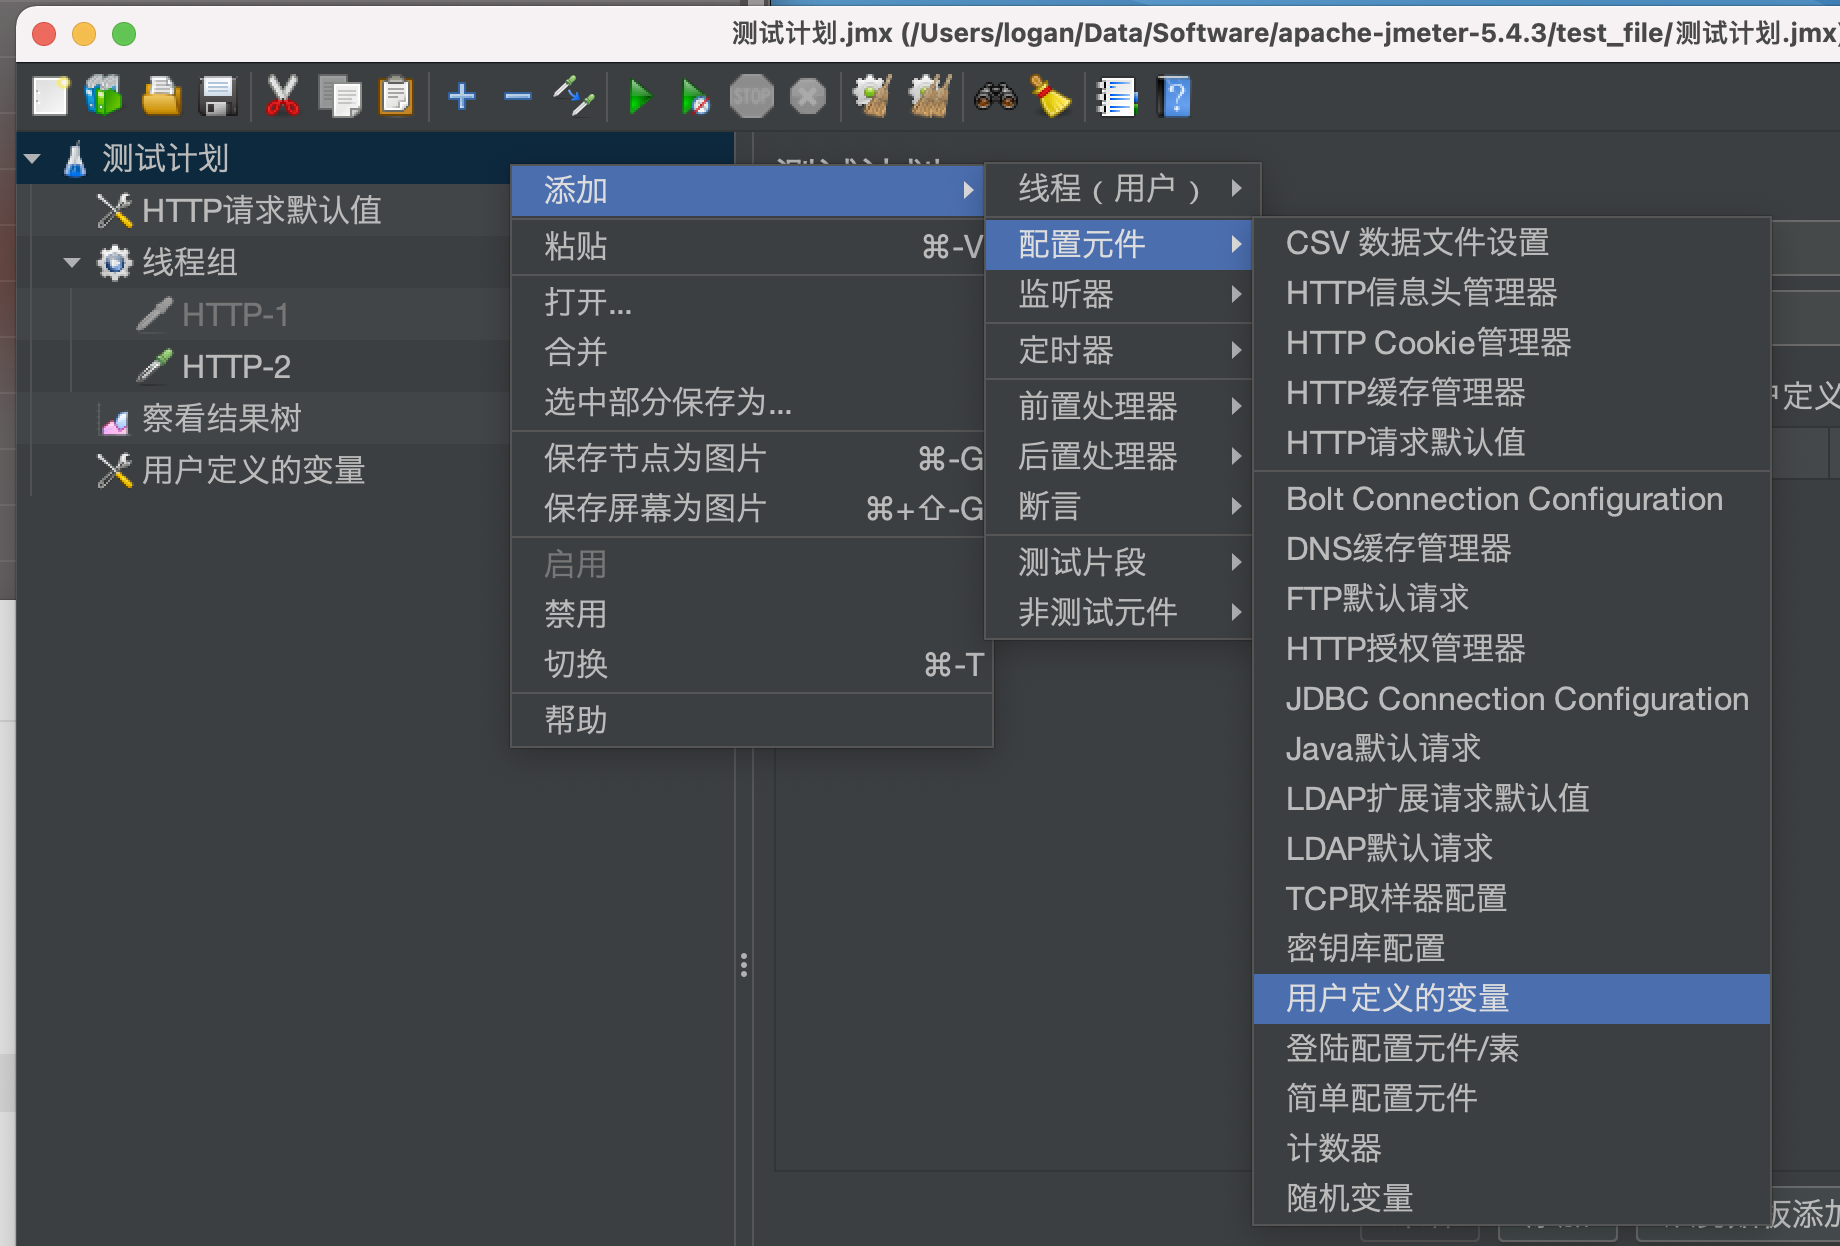 测试计划.jmx (/Users/logan/Data/Software/apache-jmeter-5.4.3/test_file/测试计划.jmx)
STOP
测试计划
HTTP请求默认值
线程组
HTTP-1
HTTP-2
察看结果树
用户定义的变量
添加
粘贴 ⌘-V
打开...
合并
选中部分保存为...
保存节点为图片 ⌘-G
保存屏幕为图片 ⌘+⇧-G
启用
禁用
切换 ⌘-T
帮助
线程（用户）
配置元件
监听器
定时器
前置处理器
后置处理器
断言
测试片段
非测试元件
CSV 数据文件设置
HTTP信息头管理器
HTTP Cookie管理器
HTTP缓存管理器
HTTP请求默认值
Bolt Connection Configuration
DNS缓存管理器
FTP默认请求
HTTP授权管理器
JDBC Connection Configuration
Java默认请求
LDAP扩展请求默认值
LDAP默认请求
TCP取样器配置
密钥库配置
用户定义的变量
登陆配置元件/素
简单配置元件
计数器
随机变量
定义
板添加